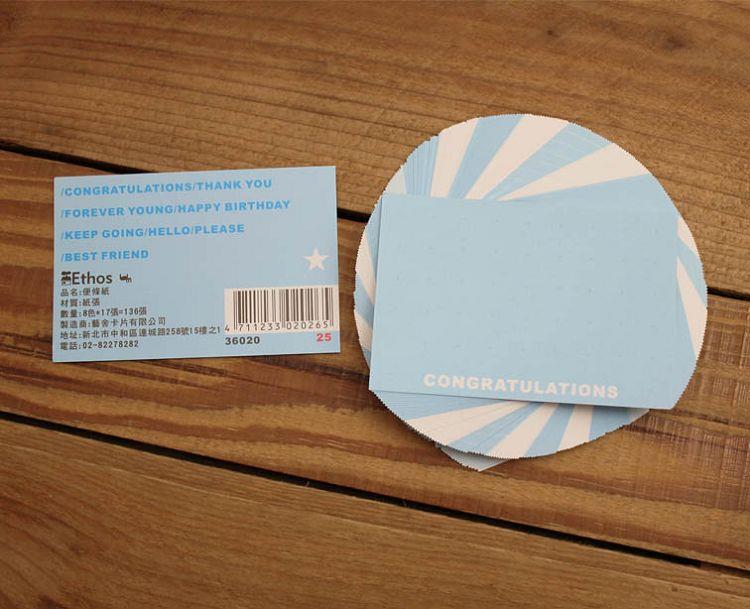 /CONGRATULATIONS/THANK YOU
/FOREVER YOUNG/HAPPY BIRTHDAY
/KEEP GOING/HELLO/PLEASE
/BEST FRIEND
Ethos
品名:便條紙
材質:紙張
數量:8色*17張=136張
製造商:藝舍卡片有限公司
地址:新北市中和區連城路258號15樓之1
電話:02-82278282
4 711233 020265
36020 25
CONGRATULATIONS